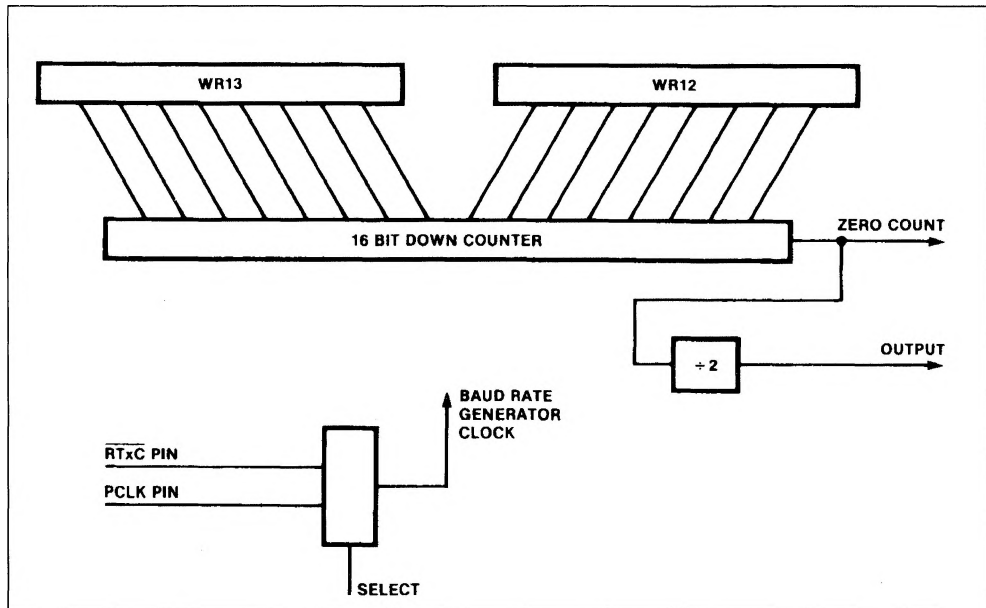 WR13
WR12
16 BIT DOWN COUNTER
ZERO COUNT
÷ 2
OUTPUT
BAUD RATE
GENERATOR
CLOCK
RTxC PIN
PCLK PIN
SELECT